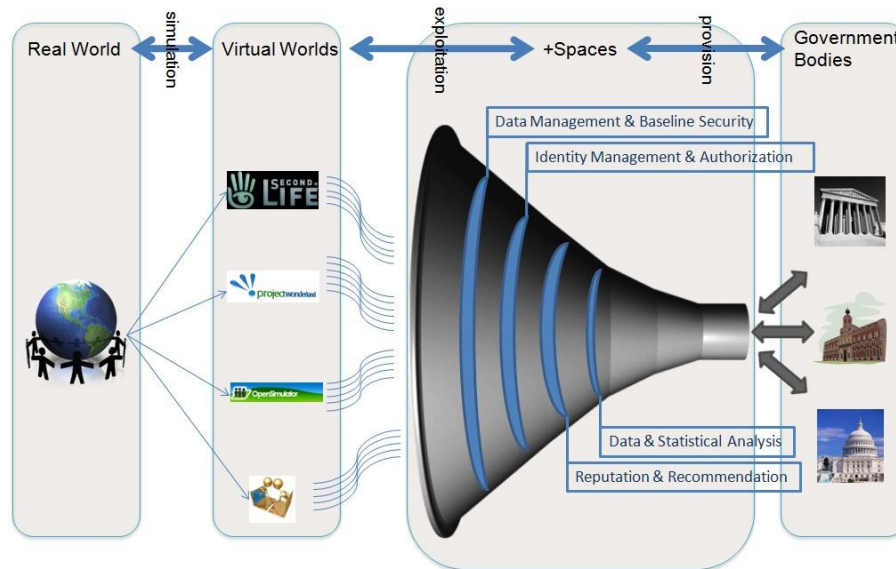 Real World
simulation
Virtual Worlds
exploitation
+Spaces
provision
Government
Bodies
Data Management & Baseline Security
Identity Management & Authorization
SECOND
LIFE
projectwonderland
OpenSimulator
Data & Statistical Analysis
Reputation & Recommendation